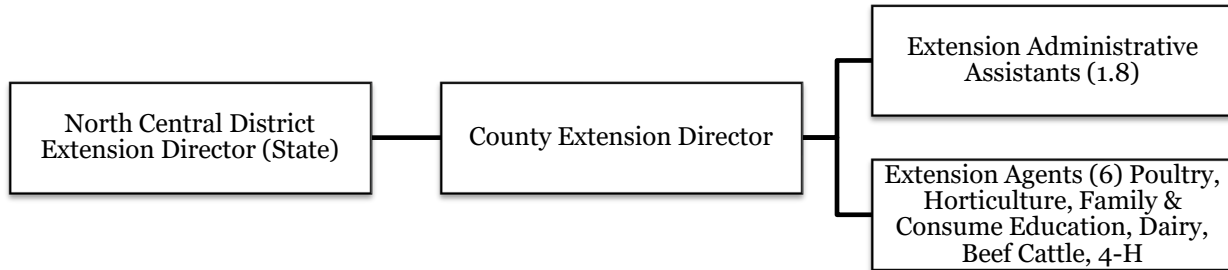 North Central District
Extension Director (State)
County Extension Director
Extension Administrative
Assistants (1.8)
Extension Agents (6) Poultry,
Horticulture, Family &
Consume Education, Dairy,
Beef Cattle, 4-H